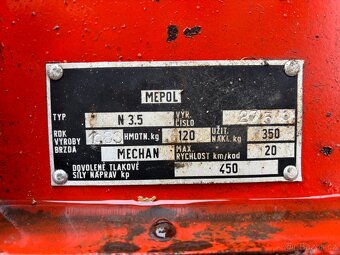 MEPOL
TYP N 3.5 VÝR. ČÍSLO
ROK VÝROBY HMOTN. kg 120 UŽIT. NÁKL. kg 350
BRZDA MECHAN MAX. RYCHLOST km/hod 20
DOVOLENÉ TLAKOVÉ SÍLY NÁPRAV kp 450